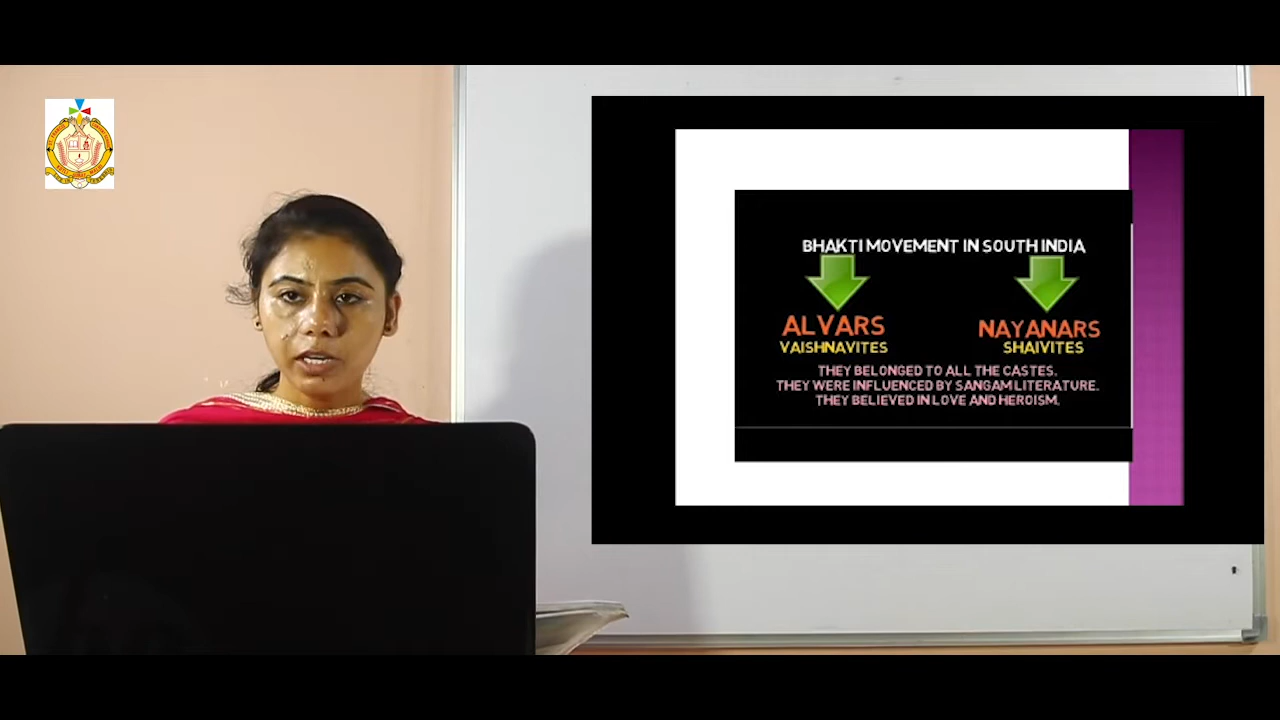 BHAKTI MOVEMENT IN SOUTH INDIA
ALVARS
NAYANARS
VAISHNAVITES
SHAIVITES
THEY BELONGED TO ALL THE CASTES.
THEY WERE INFLUENCED BY SANGAM LITERATURE.
THEY BELIEVED IN LOVE AND HEROISM.